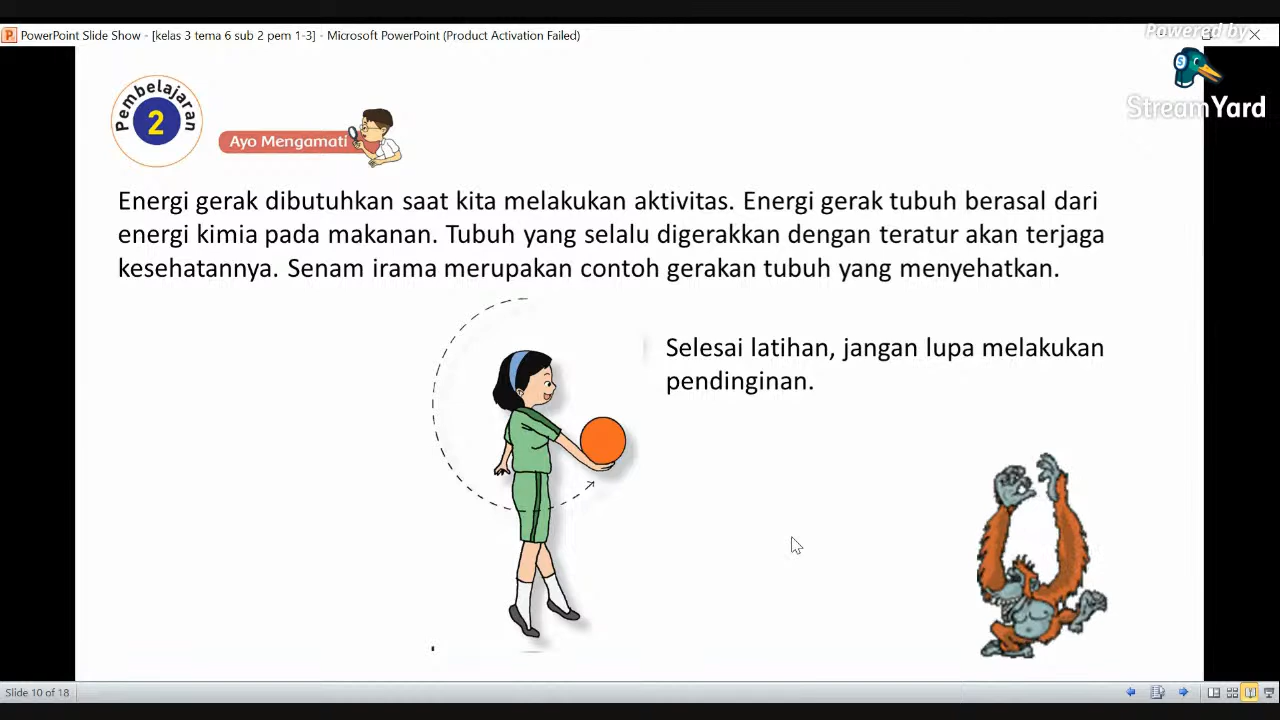 PowerPoint Slide Show - [kelas 3 tema 6 sub 2 pem 1-3] - Microsoft PowerPoint (Product Activation Failed)
Powered by
StreamYard
Pembelajaran
2
Ayo Mengamati
Energi gerak dibutuhkan saat kita melakukan aktivitas. Energi gerak tubuh berasal dari
energi kimia pada makanan. Tubuh yang selalu digerakkan dengan teratur akan terjaga
kesehatannya. Senam irama merupakan contoh gerakan tubuh yang menyehatkan.
Selesai latihan, jangan lupa melakukan
pendinginan.
Slide 10 of 18